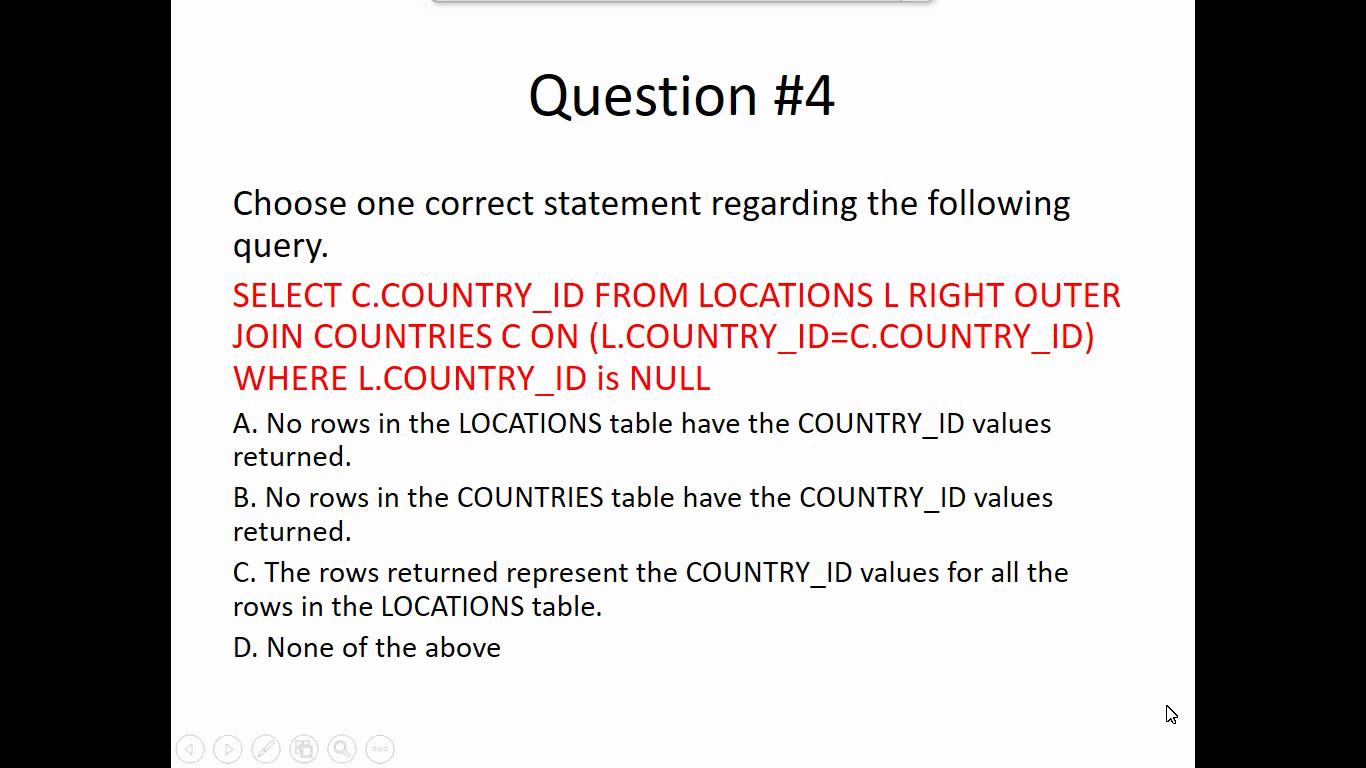 Question #4
Choose one correct statement regarding the following
query.
SELECT C.COUNTRY_ID FROM LOCATIONS L RIGHT OUTER
JOIN COUNTRIES C ON (L.COUNTRY_ID=C.COUNTRY_ID)
WHERE L.COUNTRY_ID is NULL
A. No rows in the LOCATIONS table have the COUNTRY_ID values
returned.
B. No rows in the COUNTRIES table have the COUNTRY_ID values
returned.
C. The rows returned represent the COUNTRY_ID values for all the
rows in the LOCATIONS table.
D. None of the above